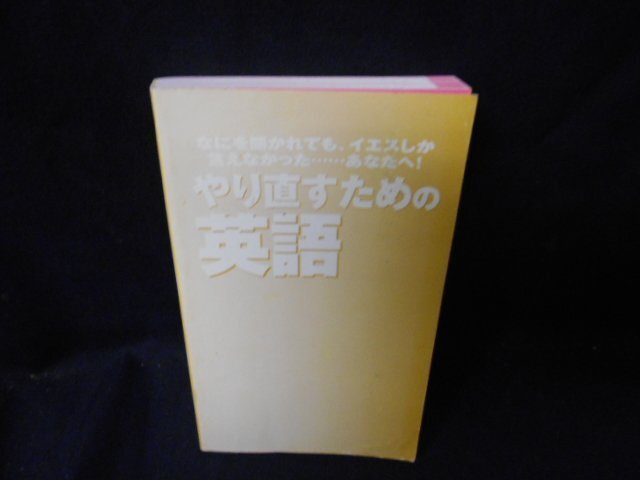 なにを聞かれても、イエスしか
言えなかった……あなたへ!
やり直すための
英語